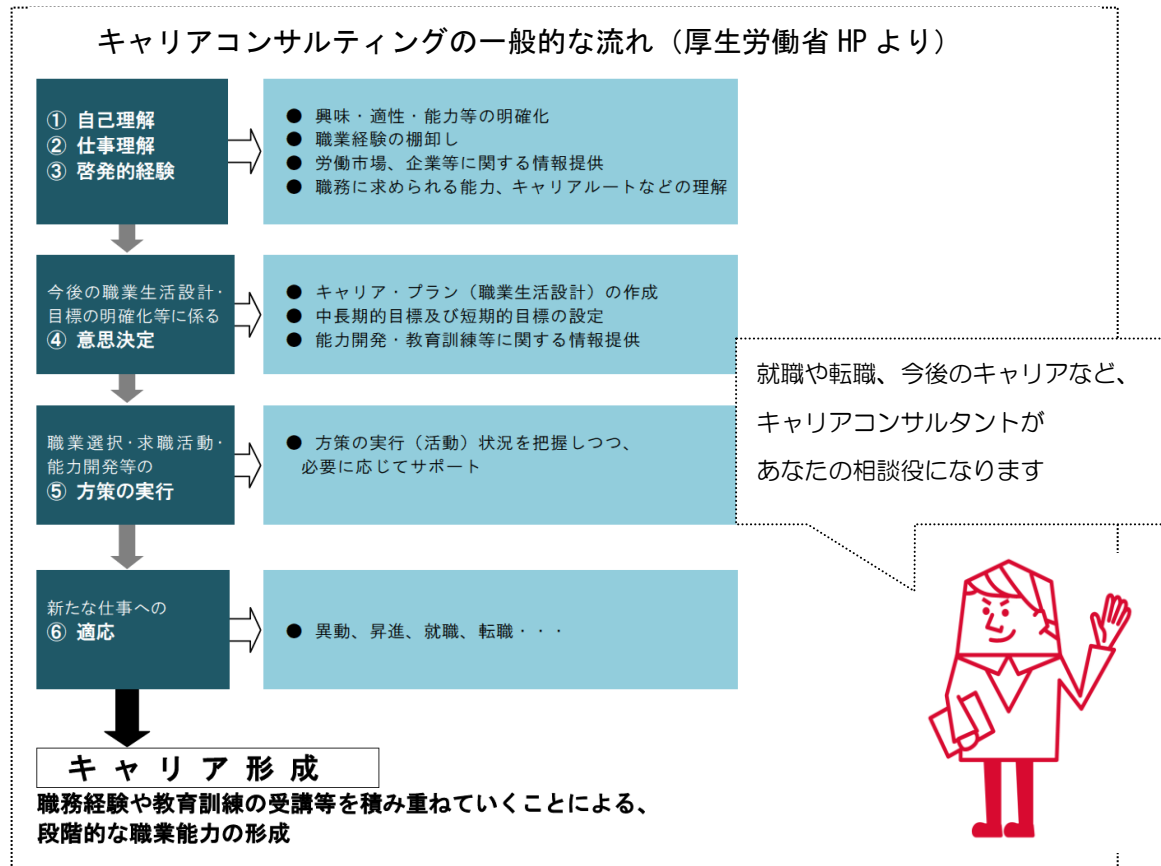 キャリアコンサルティングの一般的な流れ（厚生労働省 HP より）
① 自己理解
② 仕事理解
③ 啓発的経験
● 興味・適性・能力等の明確化
● 職業経験の棚卸し
● 労働市場、企業等に関する情報提供
● 職務に求められる能力、キャリアルートなどの理解
今後の職業生活設計・
目標の明確化等に係る
④ 意思決定
● キャリア・プラン（職業生活設計）の作成
● 中長期的目標及び短期的目標の設定
● 能力開発・教育訓練等に関する情報提供
就職や転職、今後のキャリアなど、
キャリアコンサルタントが
あなたの相談役になります
職業選択・求職活動・
能力開発等の
⑤ 方策の実行
● 方策の実行（活動）状況を把握しつつ、
必要に応じてサポート
新たな仕事への
⑥ 適応
● 異動、昇進、就職、転職・・・
キャリア形成
職務経験や教育訓練の受講等を積み重ねていくことによる、
段階的な職業能力の形成